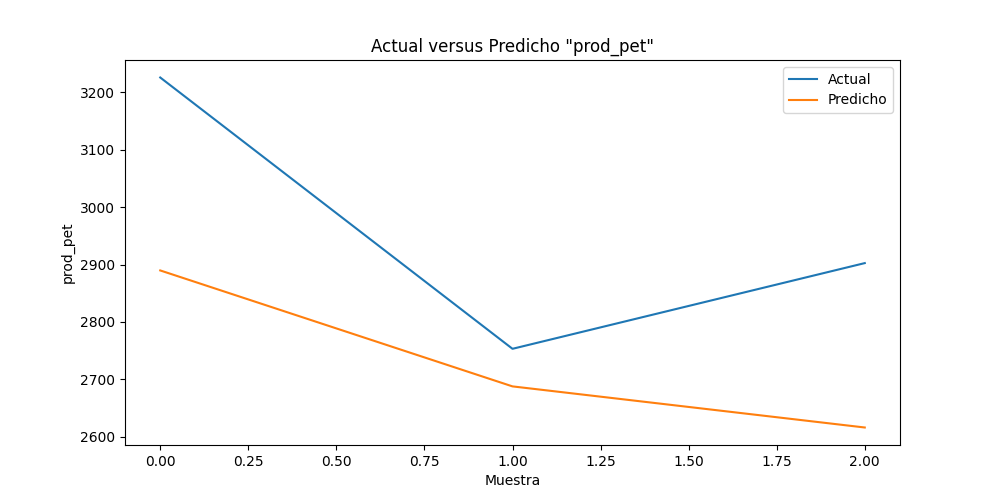 Actual versus Predicho "prod_pet"
Actual
Predicho
prod_pet
3200
3100
3000
2900
2800
2700
2600
0.00 0.25 0.50 0.75 1.00 1.25 1.50 1.75 2.00
Muestra